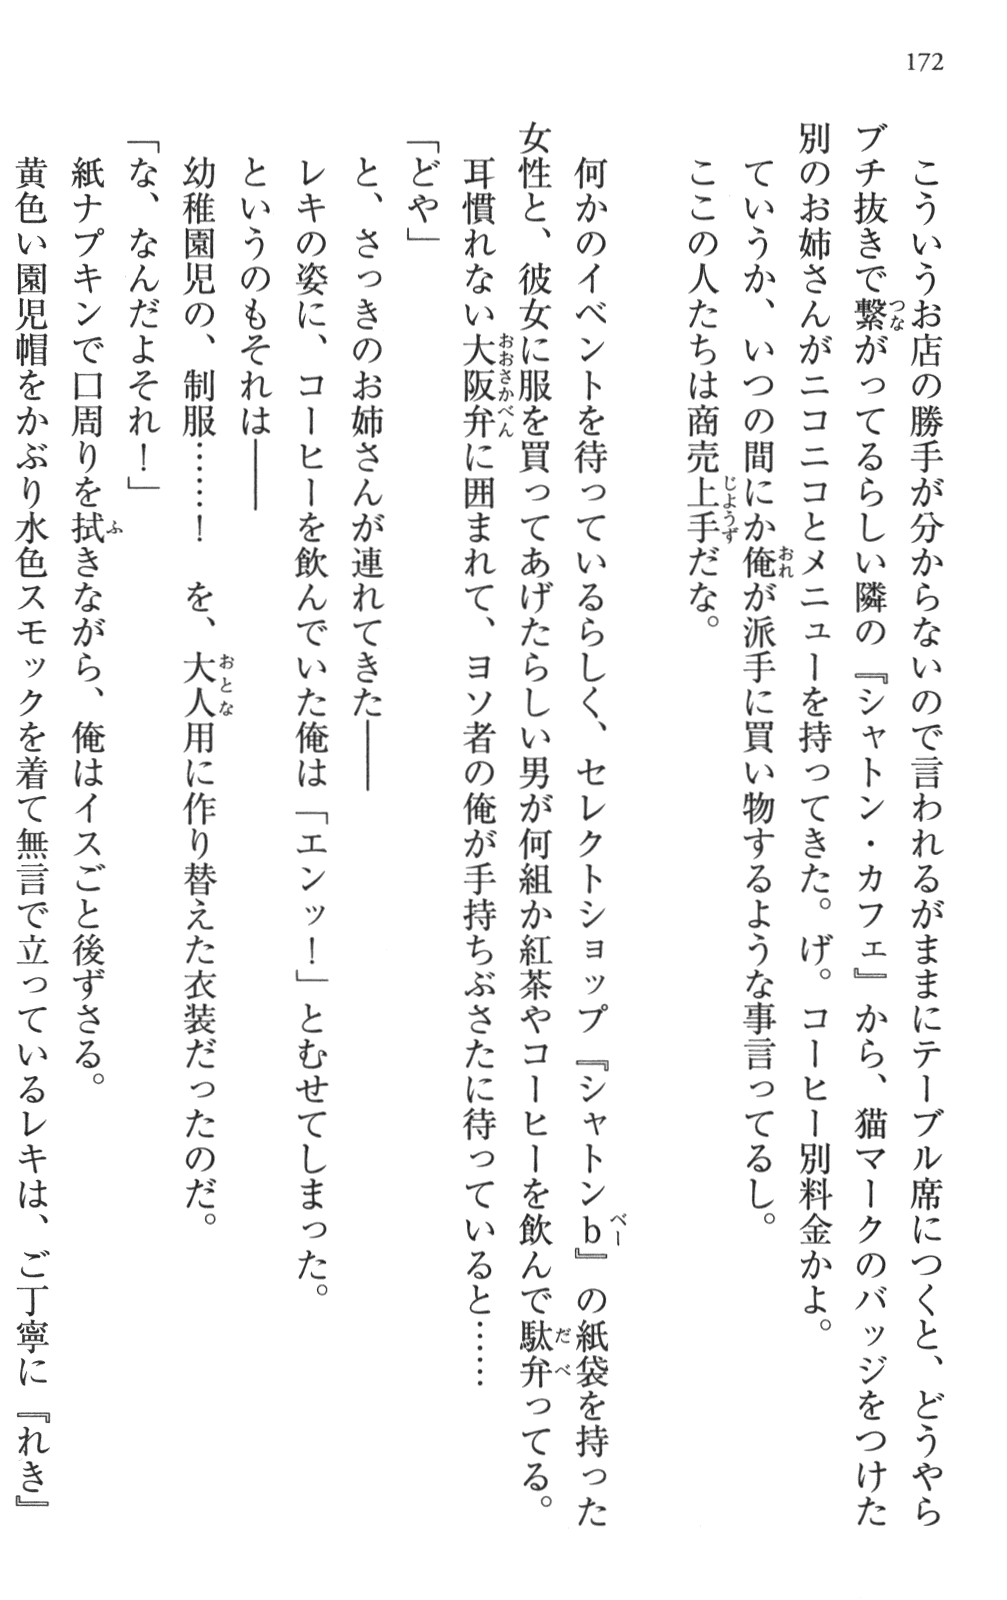 172
　こういうお店の勝手が分からないので言われるがままにテーブル席につくと、どうやら
ブチ抜きで繋がってるらしい隣の『シャトン・カフェ』から、猫マークのバッジをつけた
別のお姉さんがニコニコとメニューを持ってきた。げ。コーヒー別料金かよ。
　ていうか、いつの間にか俺が派手に買い物するような事言ってるし。
　ここの人たちは商売上手だな。
　何かのイベントを待っているらしく、セレクトショップ『シャトンｂ』の紙袋を持った
女性と、彼女に服を買ってあげたらしい男が何組か紅茶やコーヒーを飲んで駄弁ってる。
　耳慣れない大阪弁に囲まれて、ヨソ者の俺が手持ちぶさたに待っていると……
「どや」
　と、さっきのお姉さんが連れてきた――
　レキの姿に、コーヒーを飲んでいた俺は「エンッ！」とむせてしまった。
　というのもそれは――
　幼稚園児の、制服……！　を、大人用に作り替えた衣装だったのだ。
「な、なんだよそれ！」
　紙ナプキンで口周りを拭きながら、俺はイスごと後ずさる。
　黄色い園児帽をかぶり水色スモックを着て無言で立っているレキは、ご丁寧に『れき』